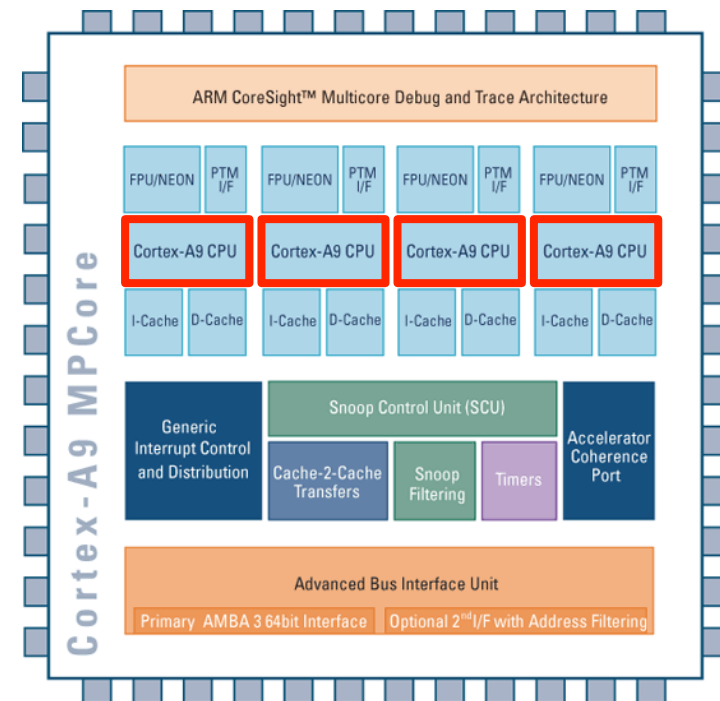 Cortex-A9 MPCore
ARM CoreSight™ Multicore Debug and Trace Architecture
FPU/NEON
PTM
I/F
FPU/NEON
PTM
I/F
FPU/NEON
PTM
I/F
FPU/NEON
PTM
I/F
Cortex-A9 CPU
Cortex-A9 CPU
Cortex-A9 CPU
Cortex-A9 CPU
I-Cache
D-Cache
I-Cache
D-Cache
I-Cache
D-Cache
I-Cache
D-Cache
Generic
Interrupt Control
and Distribution
Snoop Control Unit (SCU)
Cache-2-Cache
Transfers
Snoop
Filtering
Timers
Accelerator
Coherence
Port
Advanced Bus Interface Unit
Primary AMBA 3 64bit Interface
Optional 2nd I/F with Address Filtering